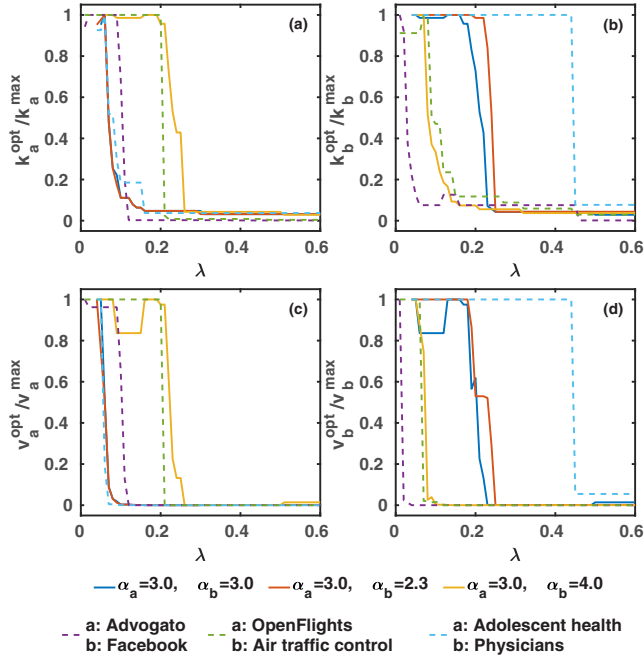 (a)
1
0.8
0.6
0.4
0.2
0
k_a^opt/k_a^max
0 0.2 0.4 0.6
λ
(b)
1
0.8
0.6
0.4
0.2
0
k_b^opt/k_b^max
0 0.2 0.4 0.6
λ
(c)
1
0.8
0.6
0.4
0.2
0
v_a^opt/v_a^max
0 0.2 0.4 0.6
λ
(d)
1
0.8
0.6
0.4
0.2
0
v_b^opt/v_b^max
0 0.2 0.4 0.6
λ
α_a=3.0, α_b=3.0 α_a=3.0, α_b=2.3 α_a=3.0, α_b=4.0
a: Advogato a: OpenFlights a: Adolescent health
b: Facebook b: Air traffic control b: Physicians